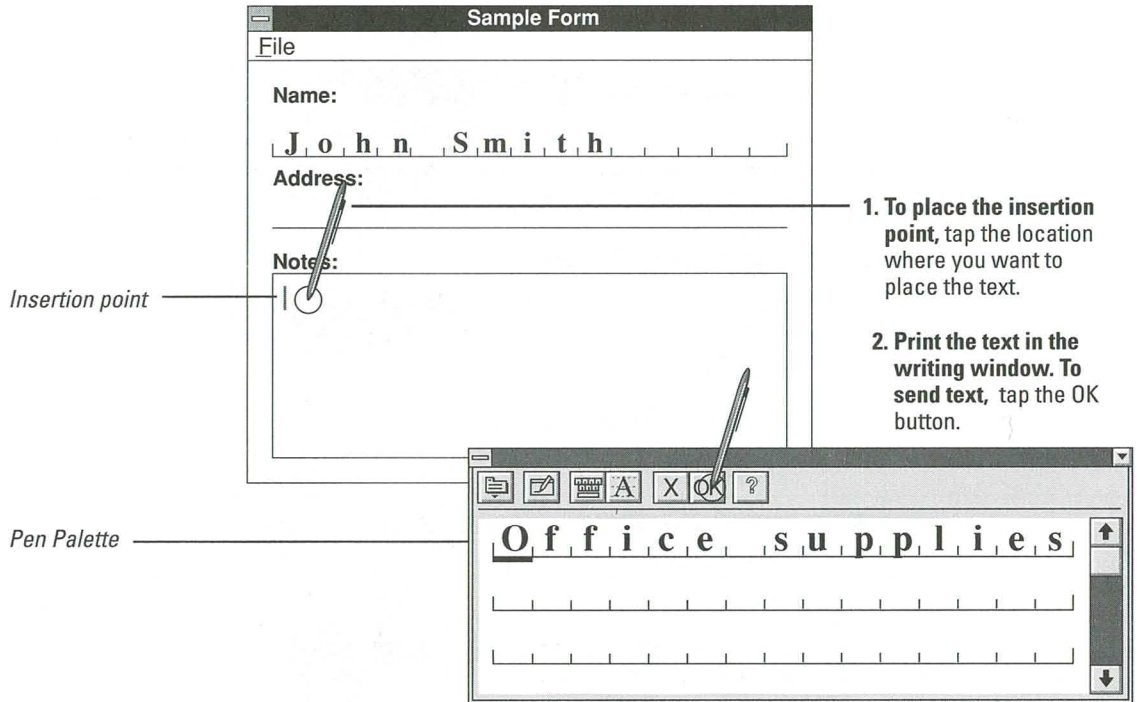 Sample Form
File
Name:
John Smith
Address:
1. To place the insertion
point, tap the location
where you want to
place the text.
Notes:
Insertion point
2. Print the text in the
writing window. To
send text, tap the OK
button.
A X OK ?
Pen Palette
Office supplies